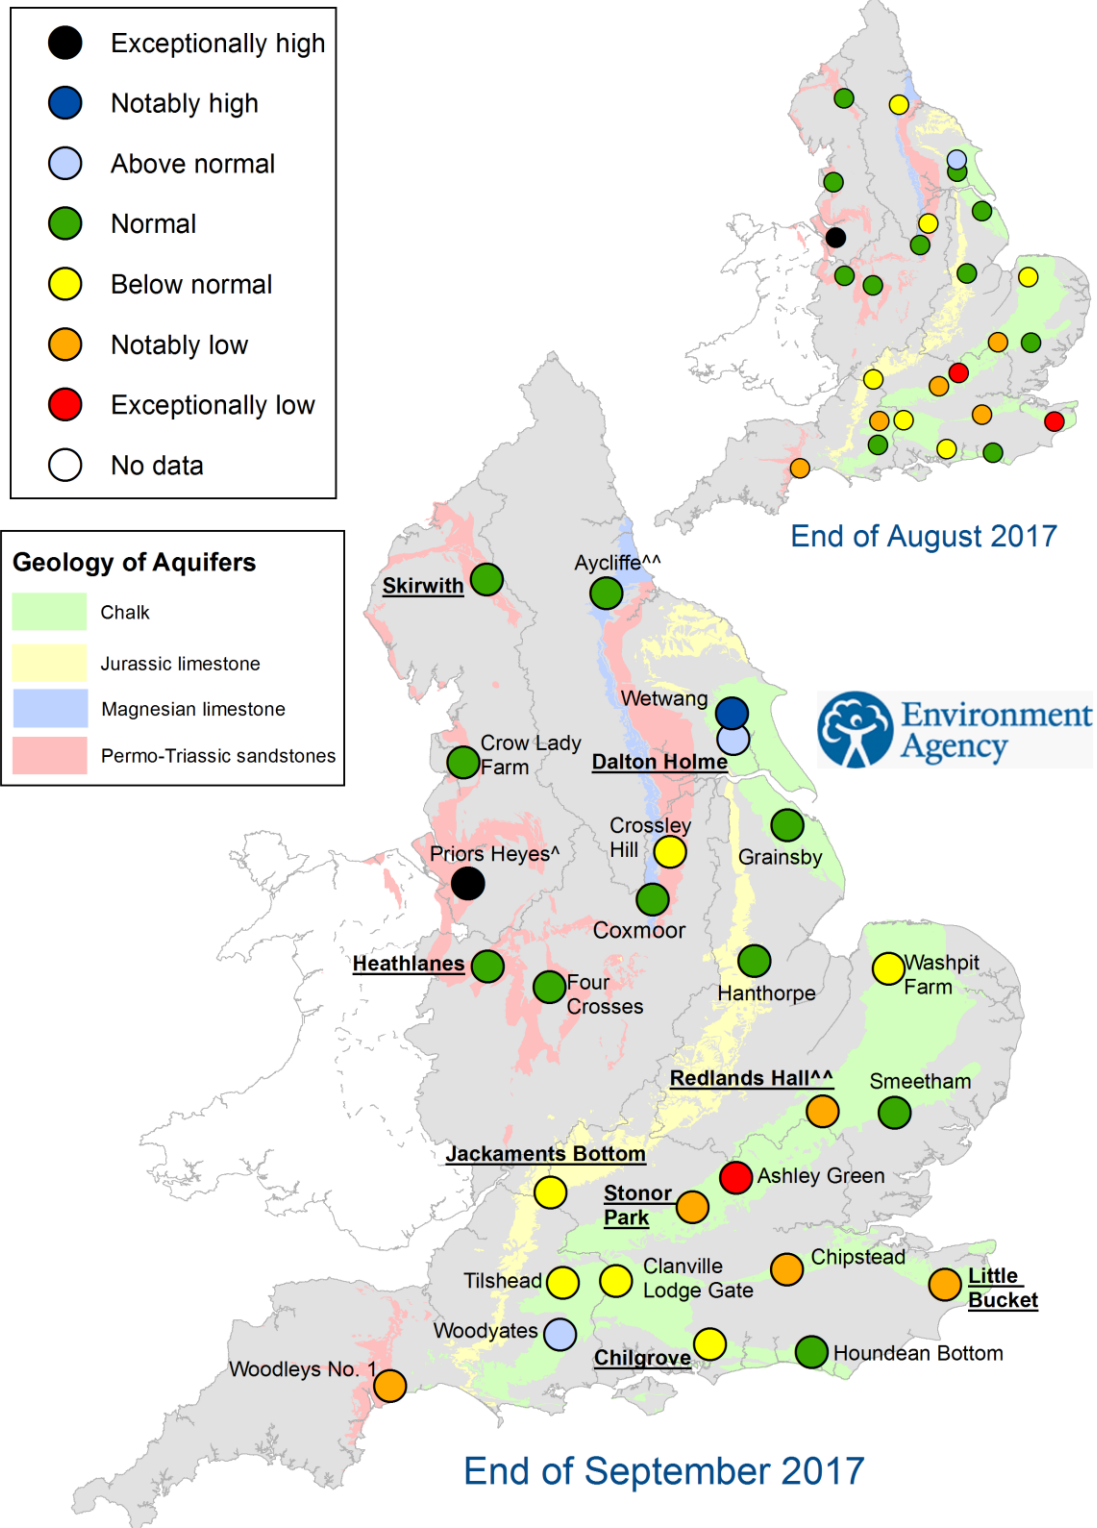 Exceptionally high
Notably high
Above normal
Normal
Below normal
Notably low
Exceptionally low
No data
End of August 2017
Geology of Aquifers
Chalk
Jurassic limestone
Magnesian limestone
Permo-Triassic sandstones
Aycliffe^^
Skirwith
Wetwang
Environment
Agency
Crow Lady
Farm
Dalton Holme
Crossley
Hill
Grainsby
Priors Heyes^
Coxmoor
Heathlanes
Four
Crosses
Hanthorpe
Washpit
Farm
Redlands Hall^^
Smeetham
Jackaments Bottom
Ashley Green
Stonor
Park
Chipstead
Clanville
Lodge Gate
Tilshead
Little
Bucket
Woodyates
Chilgrove
Houndean Bottom
Woodleys No. 1
End of September 2017